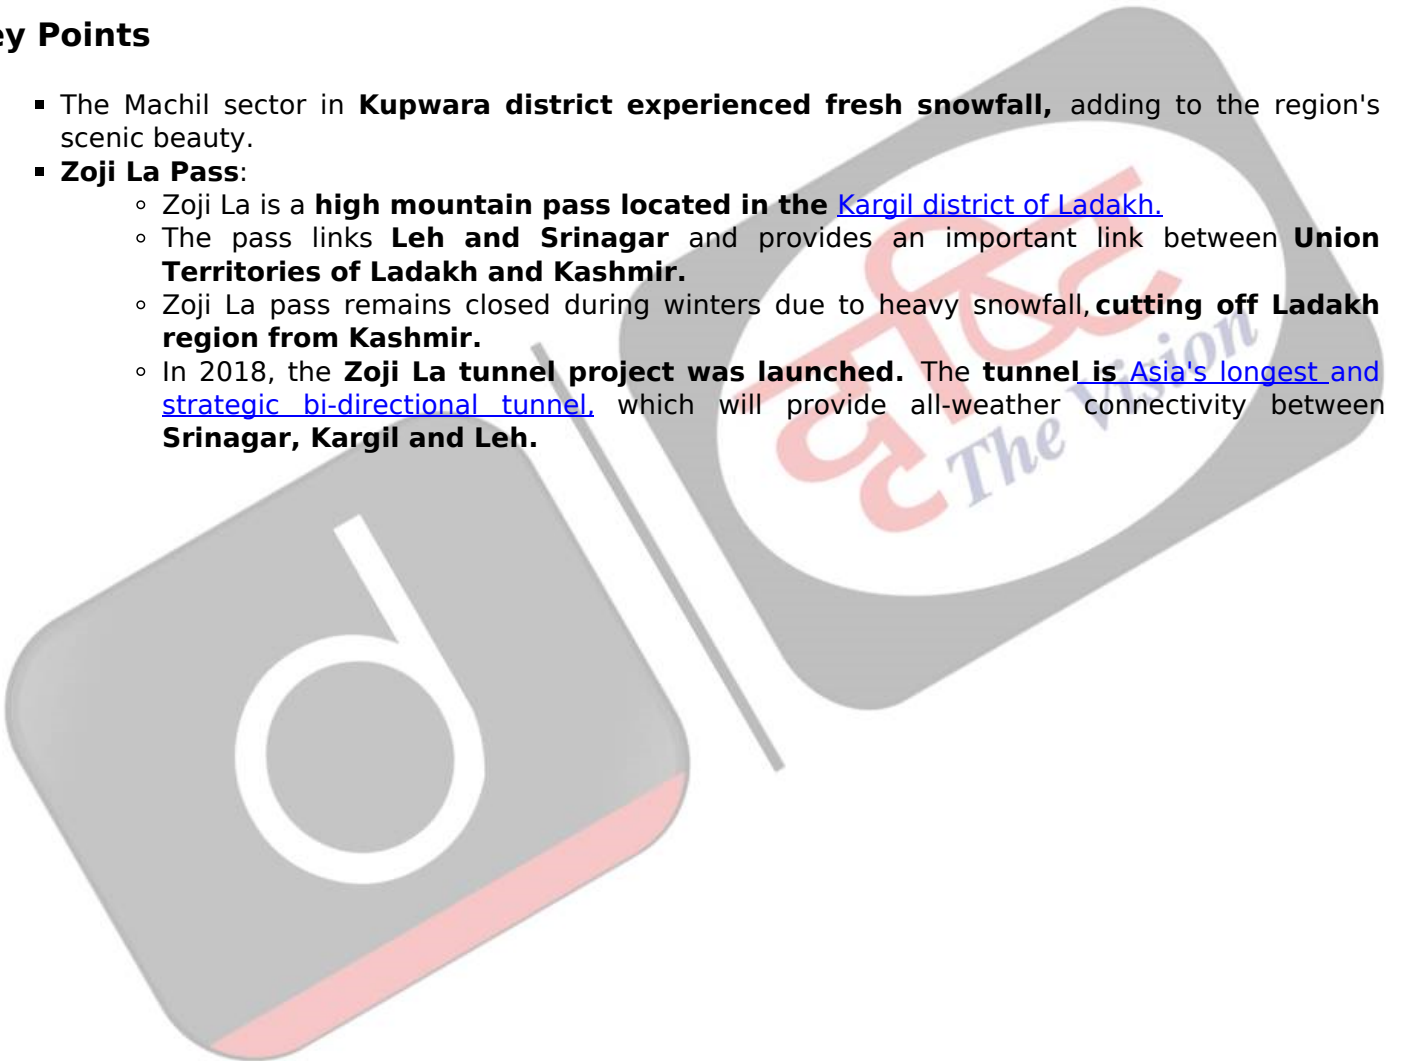 ey Points
The Machil sector in Kupwara district experienced fresh snowfall, adding to the region's
scenic beauty.
Zoji La Pass:
Zoji La is a high mountain pass located in the Kargil district of Ladakh.
The pass links Leh and Srinagar and provides an important link between Union
Territories of Ladakh and Kashmir.
Zoji La pass remains closed during winters due to heavy snowfall, cutting off Ladakh
region from Kashmir.
In 2018, the Zoji La tunnel project was launched. The tunnel is Asia's longest and
strategic bi-directional tunnel, which will provide all-weather connectivity between
Srinagar, Kargil and Leh.
दृष्टि
The Vision
d